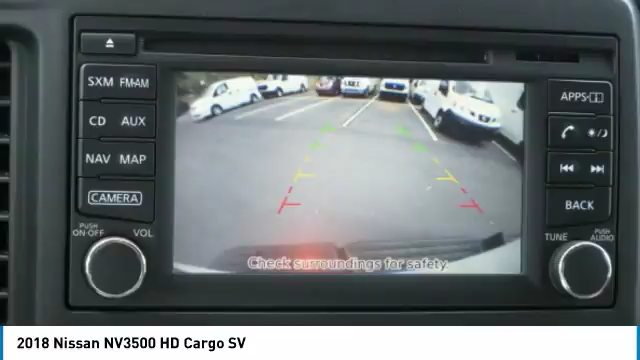 SXM FM·AM
CD AUX
NAV MAP
CAMERA
PUSH
ON·OFF
VOL
APPS
BACK
TUNE
PUSH
AUDIO
Check surroundings for safety
2018 Nissan NV3500 HD Cargo SV